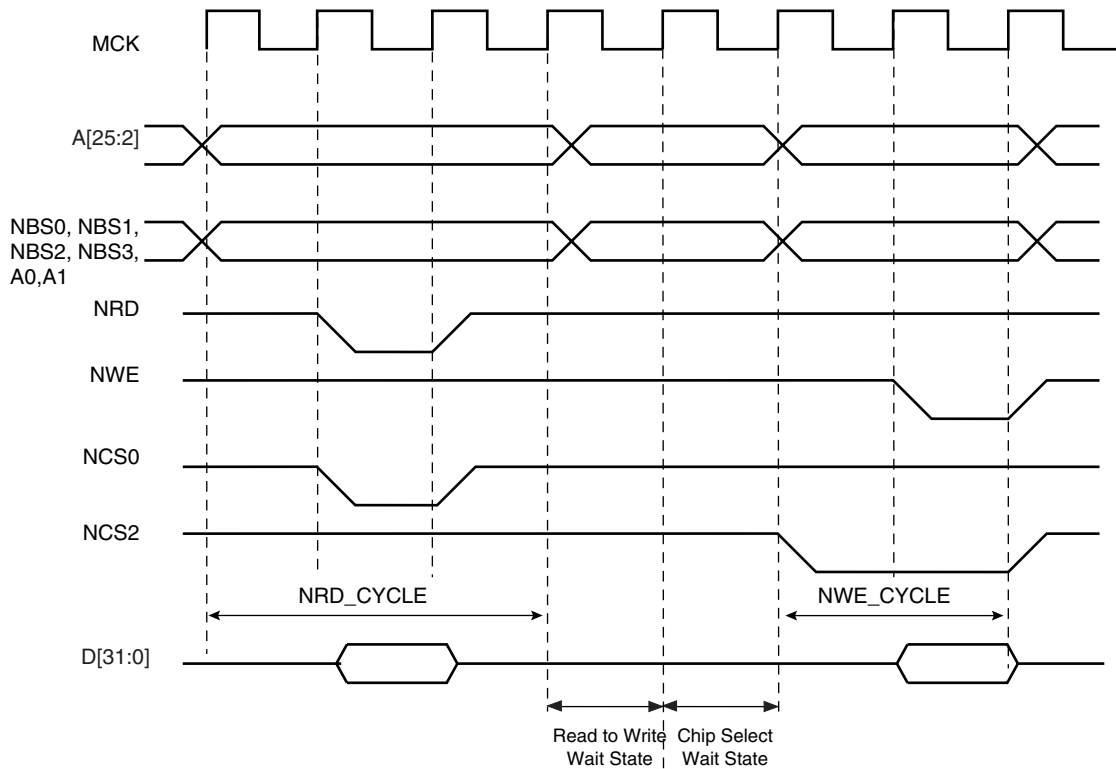 MCK
A[25:2]
NBS0, NBS1,
NBS2, NBS3,
A0,A1
NRD
NWE
NCS0
NCS2
NRD_CYCLE
NWE_CYCLE
D[31:0]
Read to Write
Wait State
Chip Select
Wait State